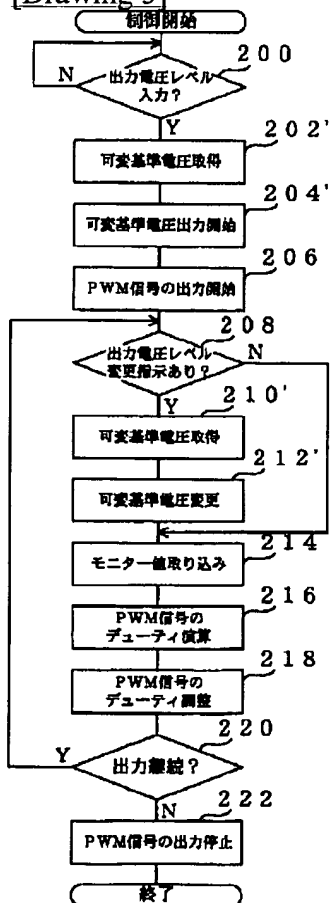 [Drawing 5]
制御開始
200
出力電圧レベル
入力?
N
Y
202'
可変基準電圧取得
204'
可変基準電圧出力開始
206
PWM信号の出力開始
208
出力電圧レベル
変更指示あり?
N
Y
210'
可変基準電圧取得
212'
可変基準電圧変更
214
モニター値取り込み
216
PWM信号の
デューティ演算
218
PWM信号の
デューティ調整
220
出力継続?
Y
N
222
PWM信号の出力停止
終了